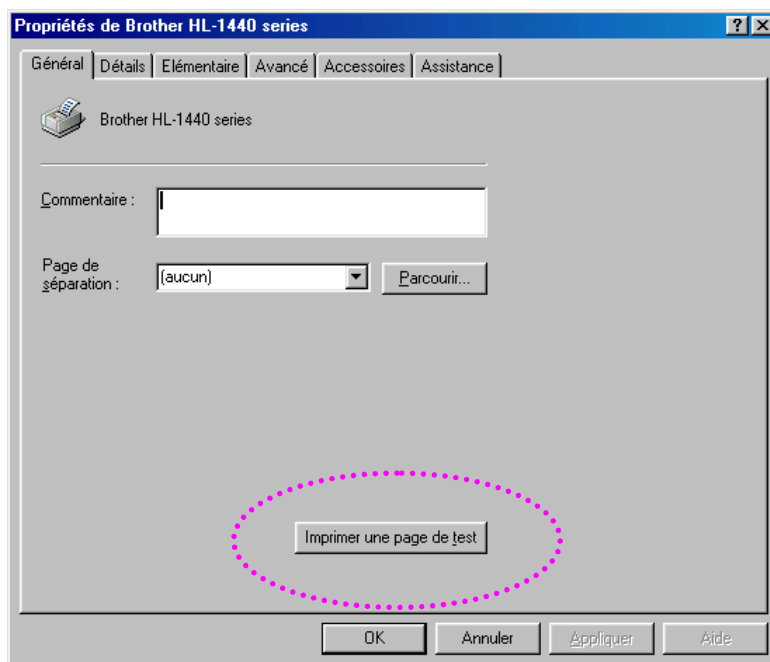 Propriétés de Brother HL-1440 series
Général Détails Elémentaire Avancé Accessoires Assistance
Brother HL-1440 series
Commentaire :
Page de
séparation :
(aucun) Parcourir...
Imprimer une page de test
OK Annuler Appliquer Aide